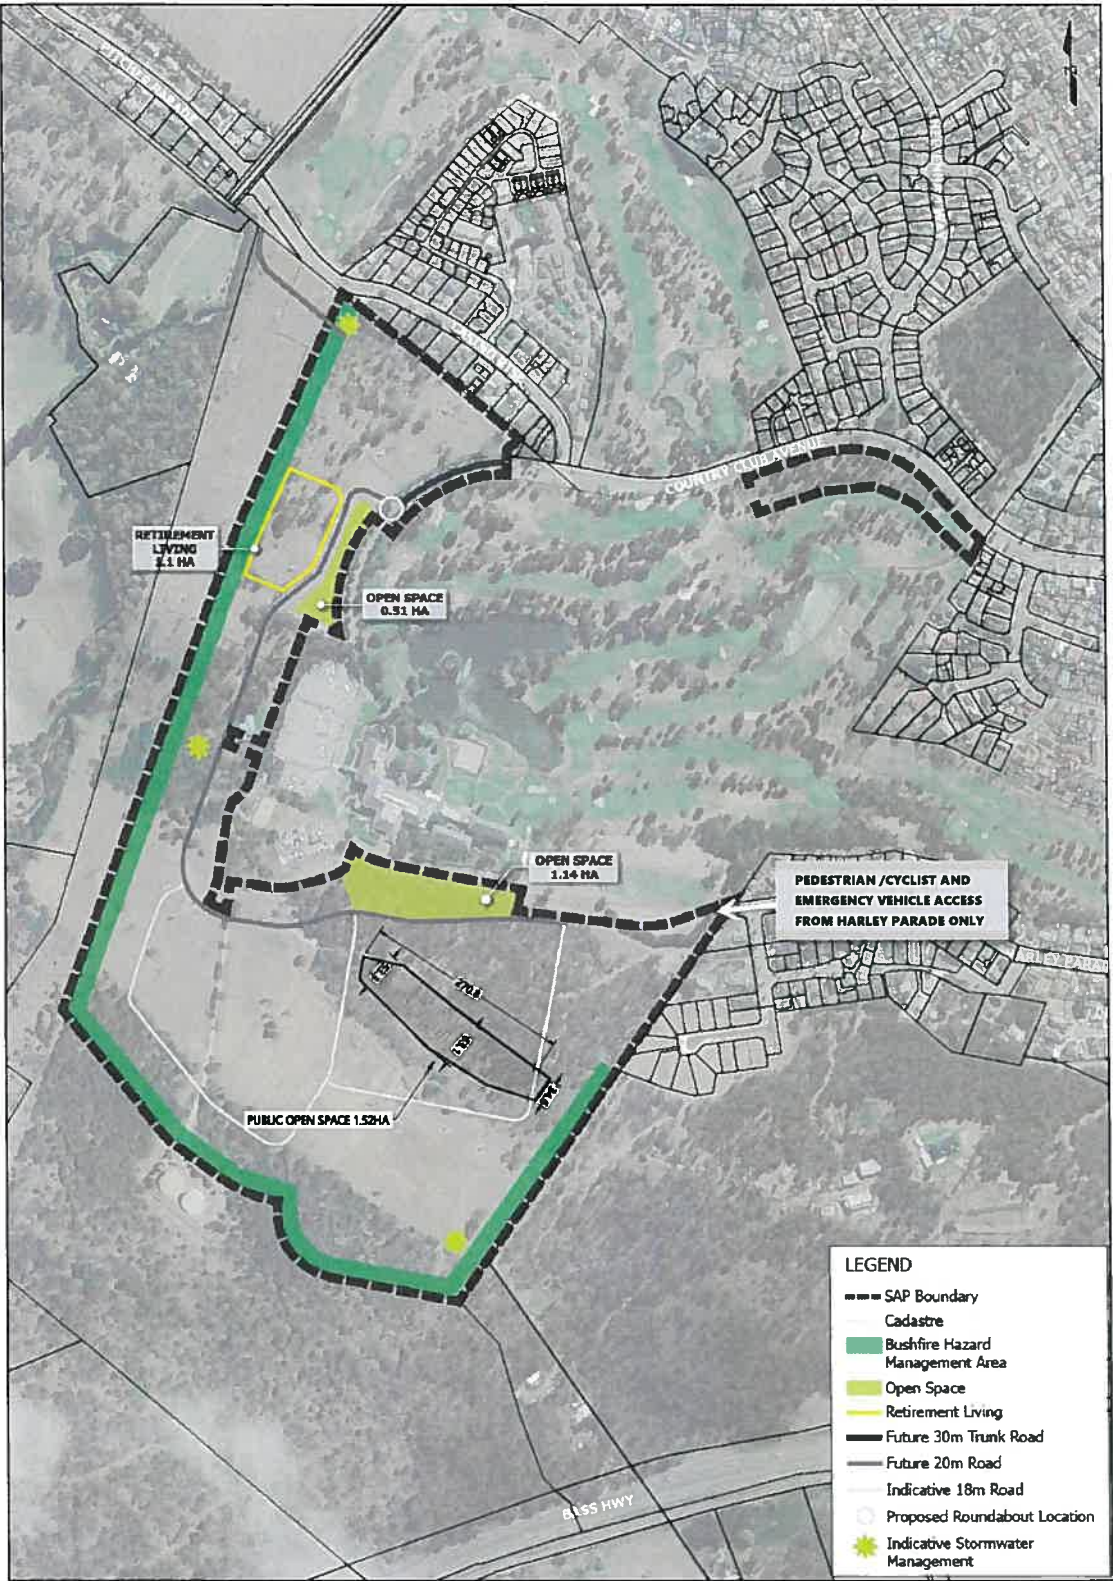 COUNTRY CLUB AVENUE
RETIREMENT
LIVING
OPEN SPACE
0.51 HA
OPEN SPACE
1.14 HA
PEDESTRIAN /CYCLIST AND
EMERGENCY VEHICLE ACCESS
FROM HARLEY PARADE ONLY
270.8
PUBLIC OPEN SPACE 1.52HA
BASS HWY
LEGEND
SAP Boundary
Cadastre
Bushfire Hazard
Management Area
Open Space
Retirement Living
Future 30m Trunk Road
Future 20m Road
Indicative 18m Road
Proposed Roundabout Location
Indicative Stormwater
Management